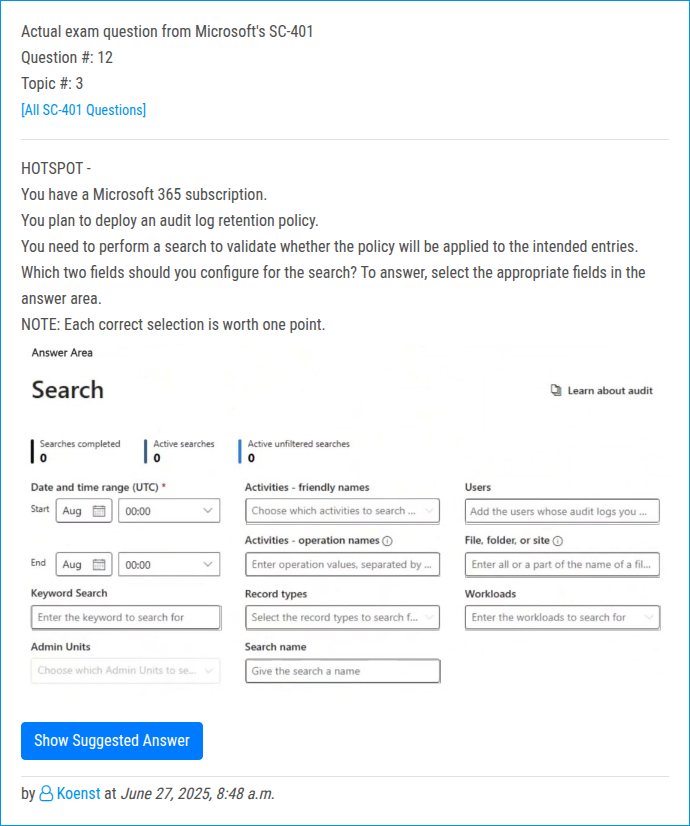 Actual exam question from Microsoft's SC-401
Question #: 12
Topic #: 3
[All SC-401 Questions]
HOTSPOT -
You have a Microsoft 365 subscription.
You plan to deploy an audit log retention policy.
You need to perform a search to validate whether the policy will be applied to the intended entries.
Which two fields should you configure for the search? To answer, select the appropriate fields in the
answer area.
NOTE: Each correct selection is worth one point.
Answer Area
Search
Learn about audit
Searches completed
0
Active searches
0
Active unfiltered searches
0
Date and time range (UTC) *
Start Aug 00:00
End Aug 00:00
Keyword Search
Enter the keyword to search for
Admin Units
Choose which Admin Units to se...
Activities - friendly names
Choose which activities to search ...
Activities - operation names
Enter operation values, separated by ...
Record types
Select the record types to search f...
Search name
Give the search a name
Users
Add the users whose audit logs you ...
File, folder, or site
Enter all or a part of the name of a fil...
Workloads
Enter the workloads to search for
Show Suggested Answer
by Koenst at June 27, 2025, 8:48 a.m.